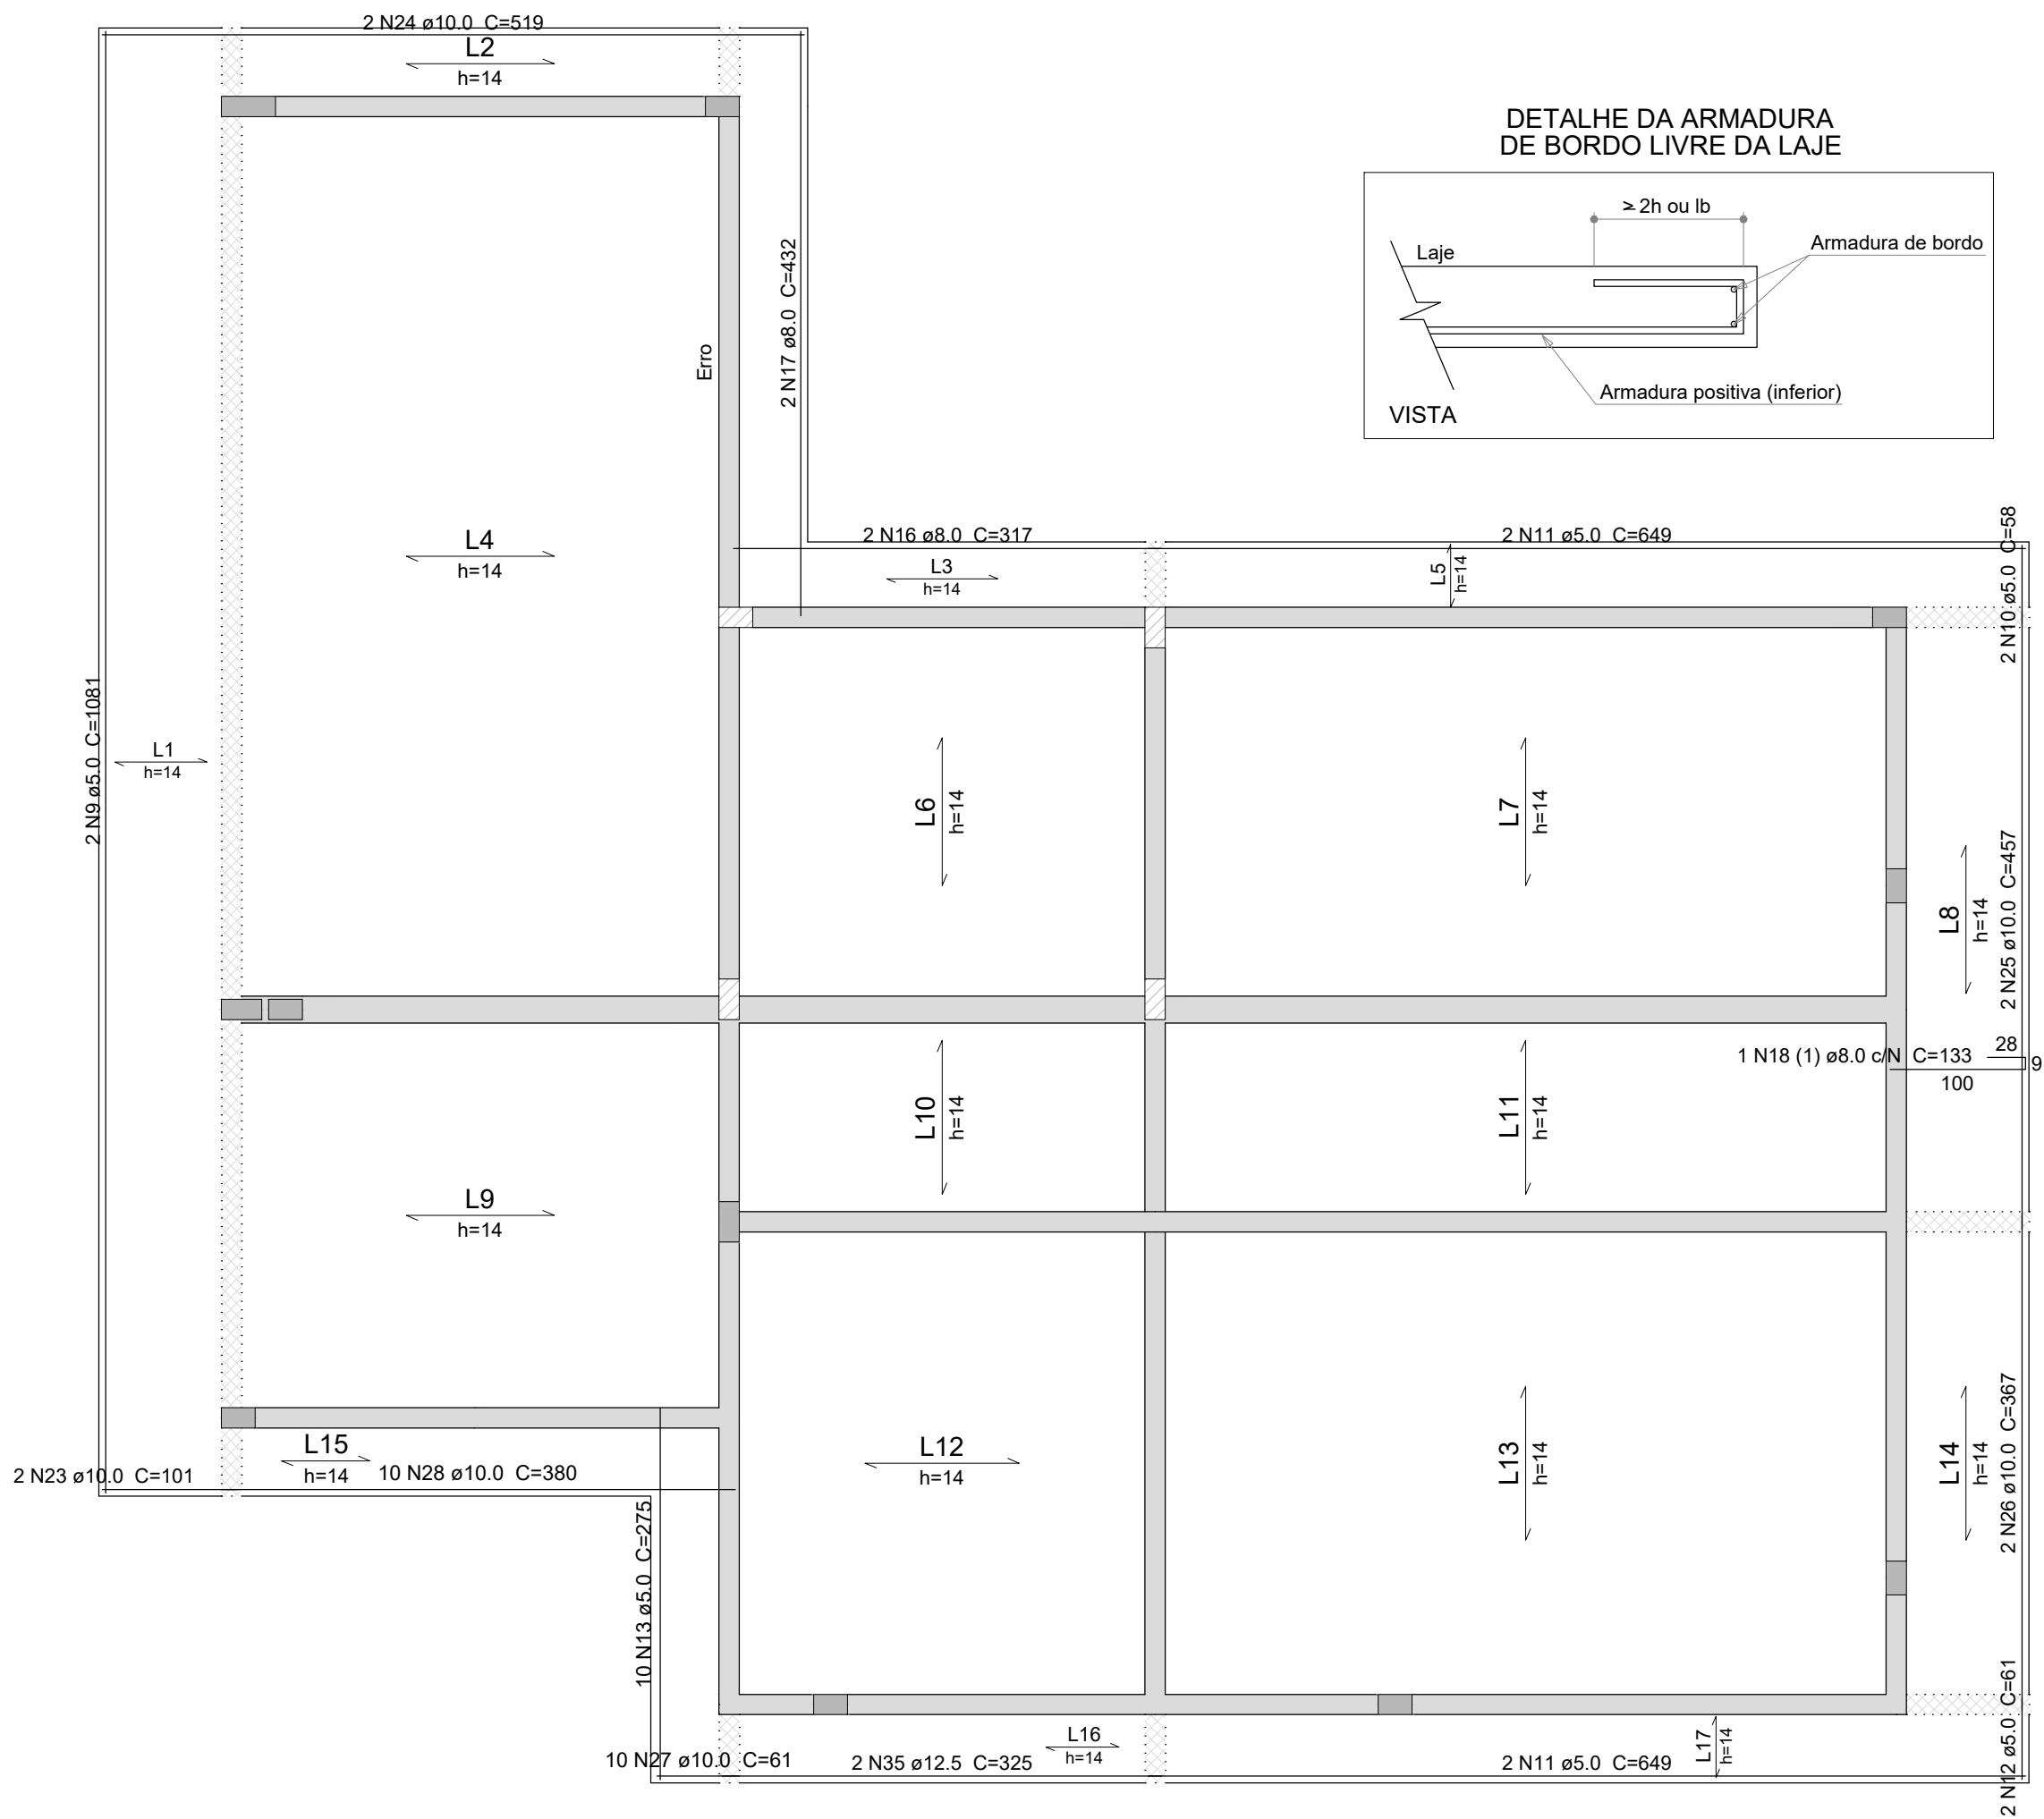 2 N24 ø10.0  C=519
L2
h=14
DETALHE DA ARMADURA
DE BORDO LIVRE DA LAJE
≥ 2h ou lb
Armadura de bordo
Laje
Armadura positiva (inferior)
VISTA
2 N17 ø8.0  C=432
Erro
L4
h=14
2 N16 ø8.0  C=317
2 N11 ø5.0  C=649
2 N10 ø5.0  C=58
L3
h=14
L5
h=14
2 N9 ø5.0  C=1081
L1
h=14
L6
h=14
L7
h=14
L8
h=14
2 N25 ø10.0  C=457
1 N18 (1) ø8.0 c/N  C=133
28
9
100
L10
h=14
L11
h=14
L9
h=14
L15
h=14
2 N23 ø10.0  C=101
10 N28 ø10.0  C=380
L12
h=14
L13
h=14
L14
h=14
2 N26 ø10.0  C=367
10 N13 ø5.0  C=275
10 N27 ø10.0  C=61
2 N35 ø12.5  C=325
L16
h=14
2 N11 ø5.0  C=649
L17
h=14
2 N12 ø5.0  C=61